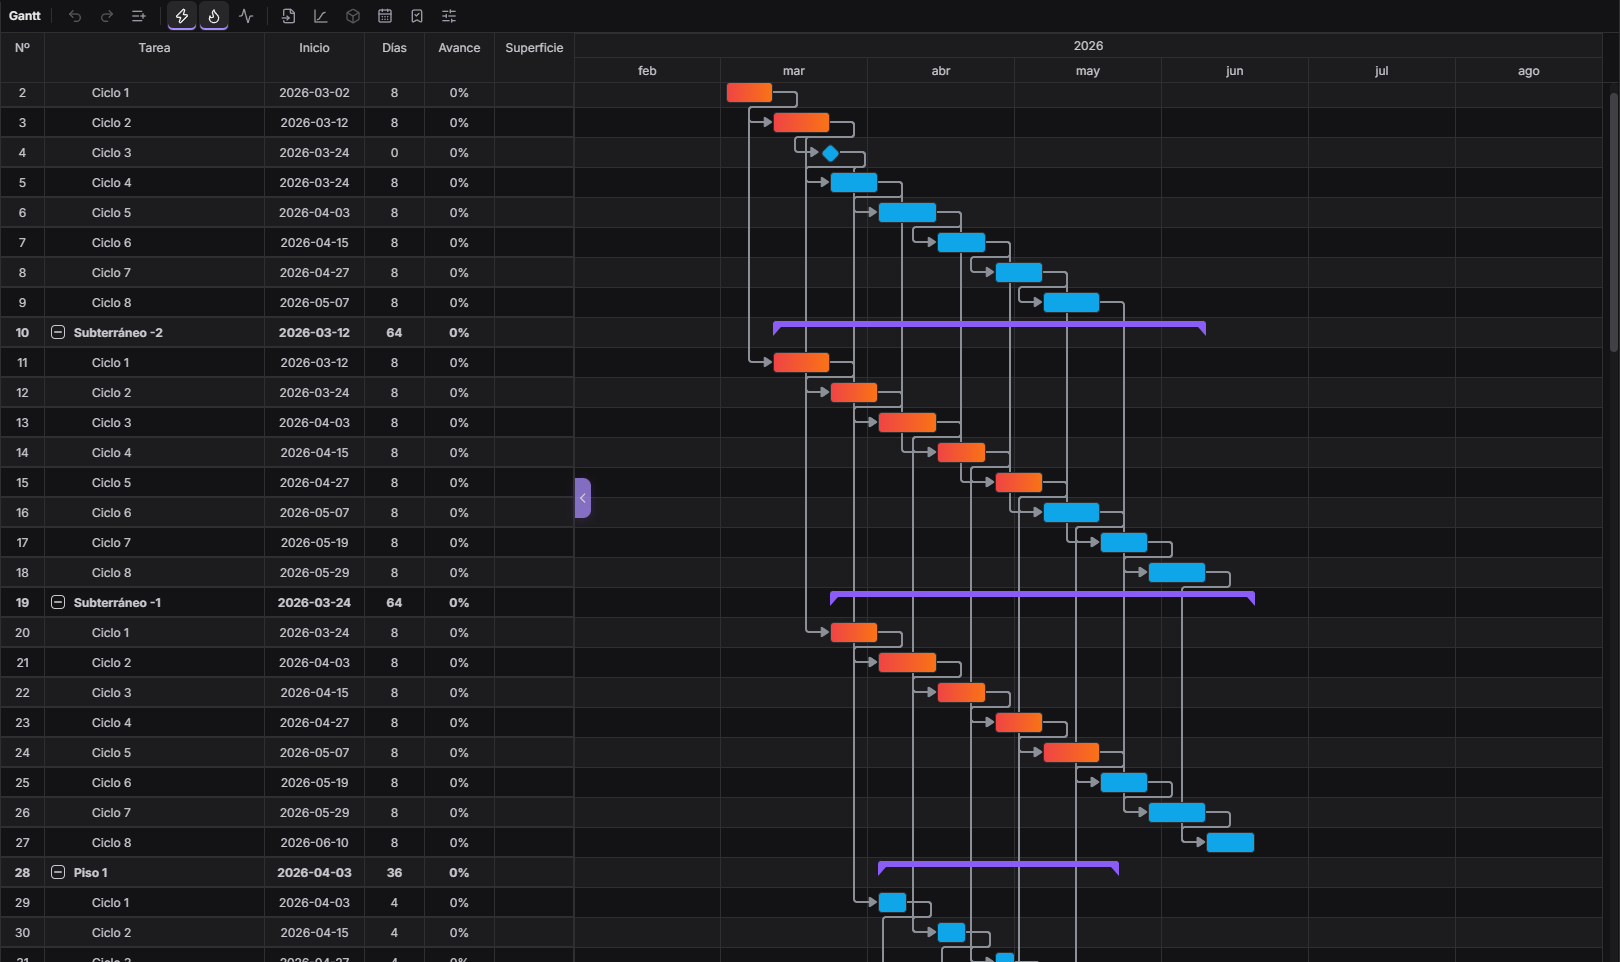 Gantt
Nº Tarea Inicio Días Avance Superficie 2026
feb mar abr may jun jul ago
2 Ciclo 1 2026-03-02 8 0%
3 Ciclo 2 2026-03-12 8 0%
4 Ciclo 3 2026-03-24 0 0%
5 Ciclo 4 2026-03-24 8 0%
6 Ciclo 5 2026-04-03 8 0%
7 Ciclo 6 2026-04-15 8 0%
8 Ciclo 7 2026-04-27 8 0%
9 Ciclo 8 2026-05-07 8 0%
10 Subterráneo -2 2026-03-12 64 0%
11 Ciclo 1 2026-03-12 8 0%
12 Ciclo 2 2026-03-24 8 0%
13 Ciclo 3 2026-04-03 8 0%
14 Ciclo 4 2026-04-15 8 0%
15 Ciclo 5 2026-04-27 8 0%
16 Ciclo 6 2026-05-07 8 0%
17 Ciclo 7 2026-05-19 8 0%
18 Ciclo 8 2026-05-29 8 0%
19 Subterráneo -1 2026-03-24 64 0%
20 Ciclo 1 2026-03-24 8 0%
21 Ciclo 2 2026-04-03 8 0%
22 Ciclo 3 2026-04-15 8 0%
23 Ciclo 4 2026-04-27 8 0%
24 Ciclo 5 2026-05-07 8 0%
25 Ciclo 6 2026-05-19 8 0%
26 Ciclo 7 2026-05-29 8 0%
27 Ciclo 8 2026-06-10 8 0%
28 Piso 1 2026-04-03 36 0%
29 Ciclo 1 2026-04-03 4 0%
30 Ciclo 2 2026-04-15 4 0%
31 Ciclo 3 2026-04-27 4 0%